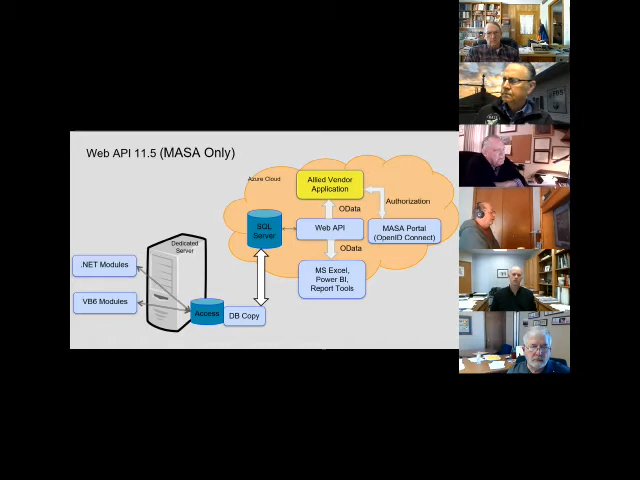 Web API 11.5 (MASA Only)
Azure Cloud
Allied Vendor
Application
Authorization
OData
SQL
Server
Web API
MASA Portal
(OpenID Connect)
OData
Dedicated
Server
.NET Modules
MS Excel,
Power BI,
Report Tools
VB6 Modules
Access
DB Copy